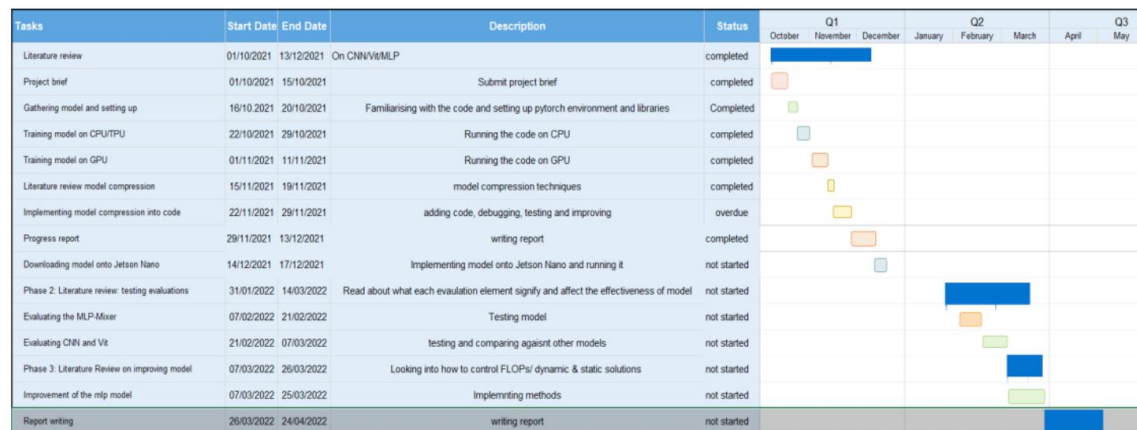 Tasks Start Date End Date Description Status Q1 Q2 Q3
October November December January February March April May
Literature review 01/10/2021 13/12/2021 On CNN/Vit/MLP completed
Project brief 01/10/2021 15/10/2021 Submit project brief completed
Gathering model and setting up 16/10.2021 20/10/2021 Familiarising with the code and setting up pytorch environment and libraries Completed
Training model on CPU/TPU 22/10/2021 29/10/2021 Running the code on CPU completed
Training model on GPU 01/11/2021 11/11/2021 Running the code on GPU completed
Literature review model compression 15/11/2021 19/11/2021 model compression techniques completed
Implementing model compression into code 22/11/2021 29/11/2021 adding code, debugging, testing and improving overdue
Progress report 29/11/2021 13/12/2021 writing report completed
Downloading model onto Jetson Nano 14/12/2021 17/12/2021 Implementing model onto Jetson Nano and running it not started
Phase 2: Literature review: testing evaluations 31/01/2022 14/03/2022 Read about what each evaulation element signify and affect the effectiveness of model not started
Evaluating the MLP-Mixer 07/02/2022 21/02/2022 Testing model not started
Evaluating CNN and Vit 21/02/2022 07/03/2022 testing and comparing agaisnt other models not started
Phase 3: Literature Review on improving model 07/03/2022 26/03/2022 Looking into how to control FLOPs/ dynamic & static solutions not started
Improvement of the mlp model 07/03/2022 25/03/2022 Implemnting methods not started
Report writing 26/03/2022 24/04/2022 writing report not started